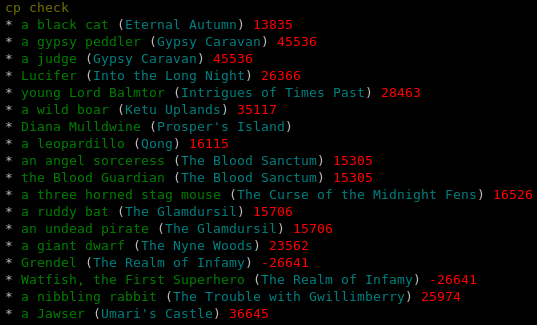 cp check
* a black cat (Eternal Autumn) 13835
* a gypsy peddler (Gypsy Caravan) 45536
* a judge (Gypsy Caravan) 45536
* Lucifer (Into the Long Night) 26366
* young Lord Balmtor (Intrigues of Times Past) 28463
* a wild boar (Ketu Uplands) 35117
* Diana Mulldwine (Prosper's Island)
* a leopardillo (Qong) 16115
* an angel sorceress (The Blood Sanctum) 15305
* the Blood Guardian (The Blood Sanctum) 15305
* a three horned stag mouse (The Curse of the Midnight Fens) 16526
* a ruddy bat (The Glamdursil) 15706
* an undead pirate (The Glamdursil) 15706
* a giant dwarf (The Nyne Woods) 23562
* Grendel (The Realm of Infamy) -26641
* Watfish, the First Superhero (The Realm of Infamy) -26641
* a nibbling rabbit (The Trouble with Gwillimberry) 25974
* a Jawser (Umari's Castle) 36645